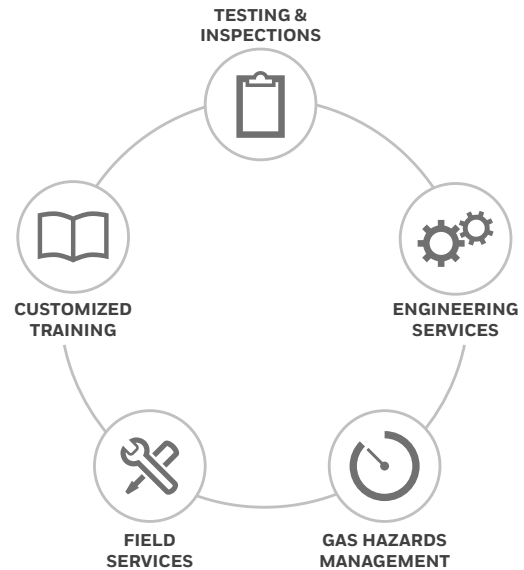 TESTING &
INSPECTIONS
CUSTOMIZED
TRAINING
ENGINEERING
SERVICES
FIELD
SERVICES
GAS HAZARDS
MANAGEMENT